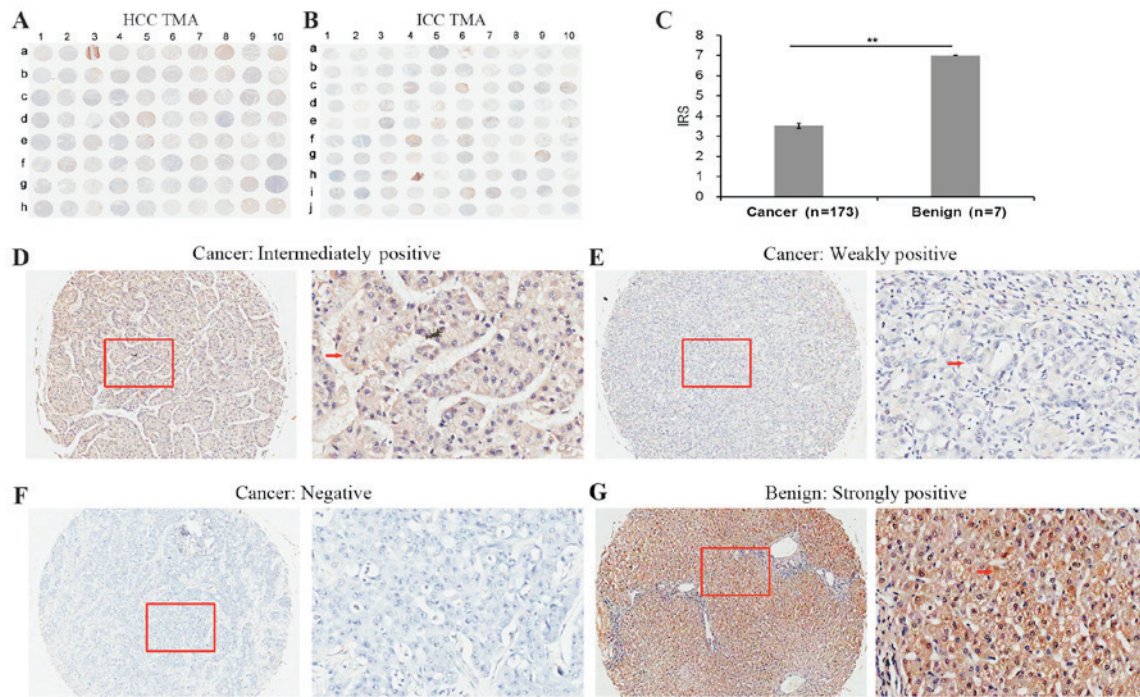 A
HCC TMA
1 2 3 4 5 6 7 8 9 10
a
b
c
d
e
f
g
h
B
ICC TMA
1 2 3 4 5 6 7 8 9 10
a
b
c
d
e
f
g
h
i
j
C
**
8
7
6
5
4
3
2
1
0
IRS
Cancer (n=173) Benign (n=7)
D
Cancer: Intermediately positive
E
Cancer: Weakly positive
F
Cancer: Negative
G
Benign: Strongly positive